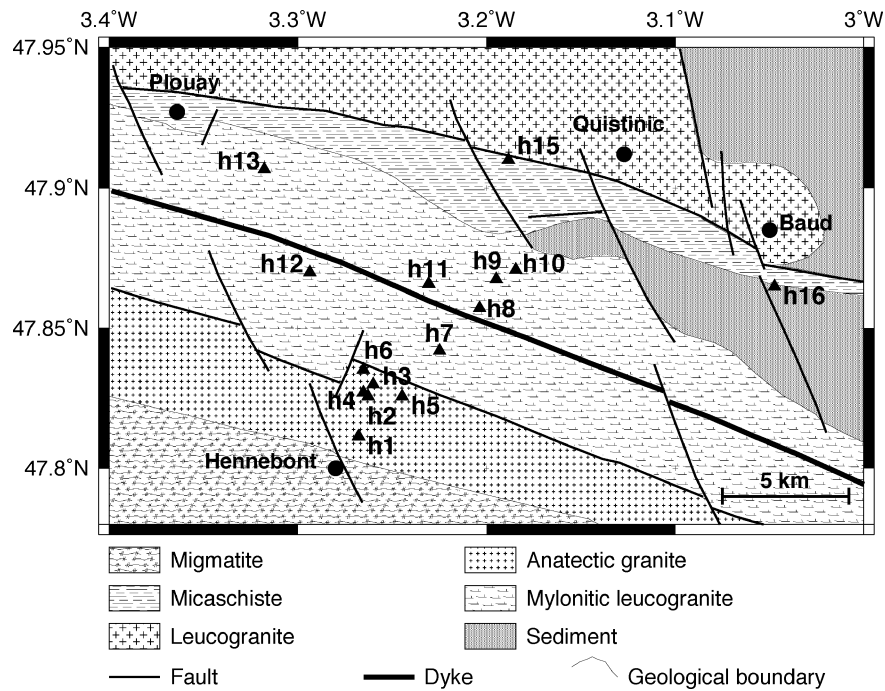 3.4°W 3.3°W 3.2°W 3.1°W 3°W
47.95°N
Plouay
Quistinic
h15
h13
47.9°N
Baud
h12 h11 h9 h10
h16
h8
47.85°N
h7
h6
h3
h4 h5
h2
h1
Hennebont
47.8°N
5 km
Migmatite Anatectic granite
Micaschiste Mylonitic leucogranite
Leucogranite Sediment
Fault Dyke Geological boundary